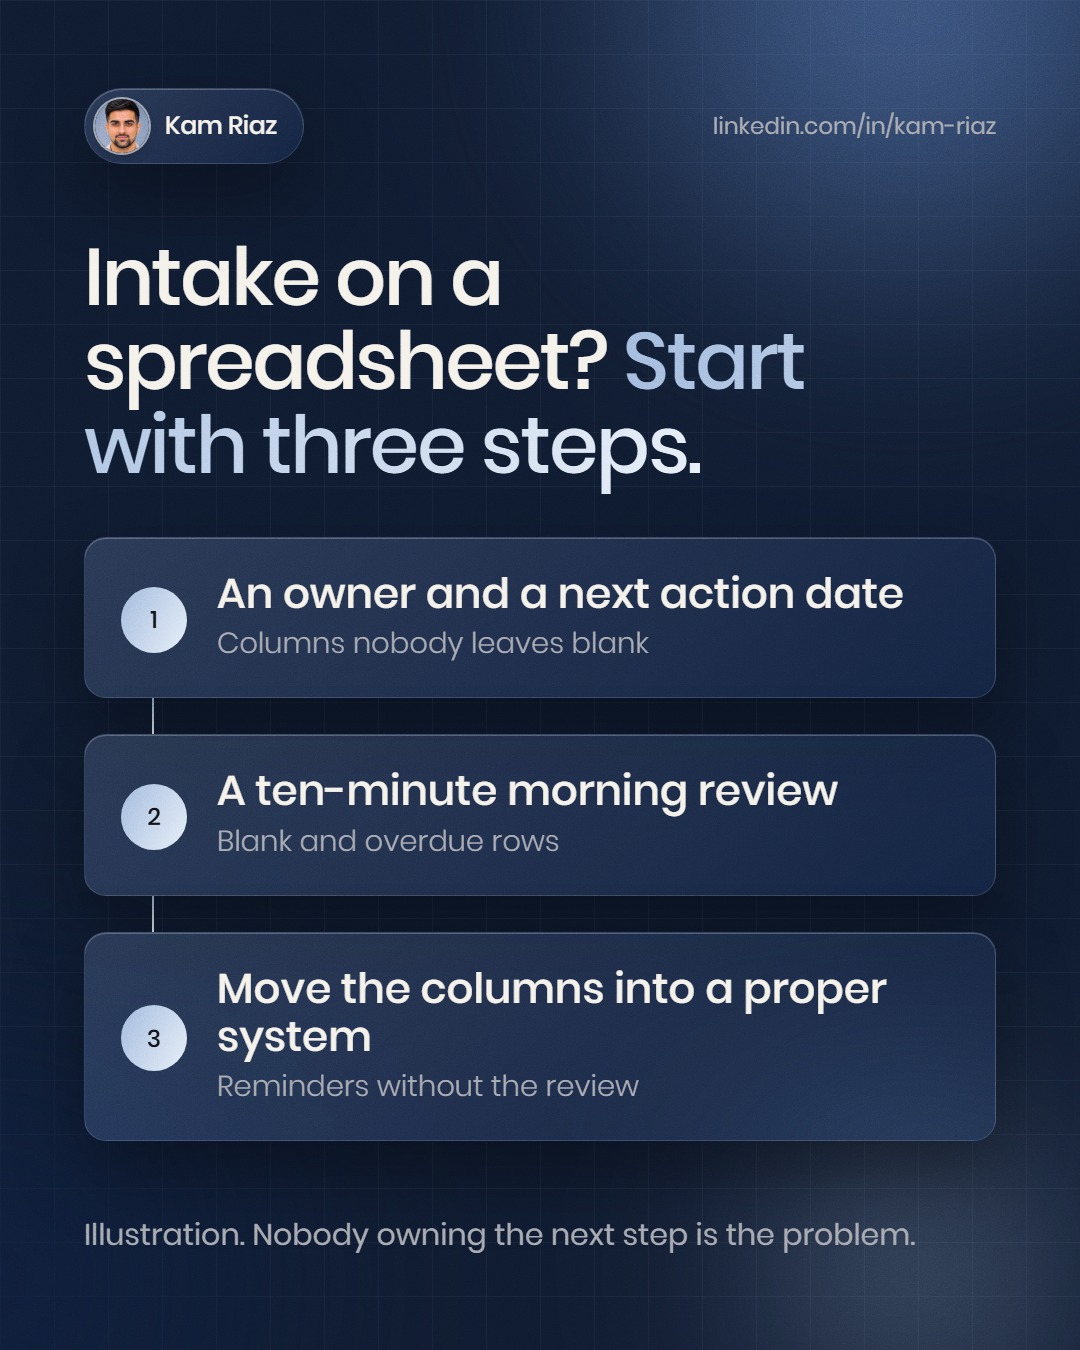 Kam Riaz
linkedin.com/in/kam-riaz
Intake on a
spreadsheet? Start
with three steps.
1
An owner and a next action date
Columns nobody leaves blank
2
A ten-minute morning review
Blank and overdue rows
3
Move the columns into a proper
system
Reminders without the review
Illustration. Nobody owning the next step is the problem.